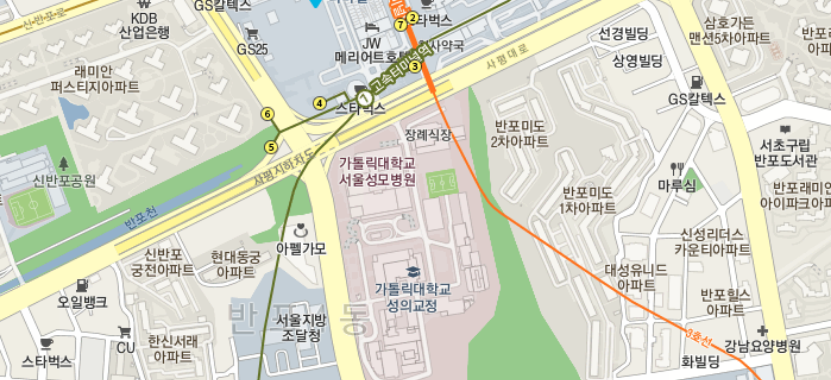 신반포로
KDB
산업은행
GS칼텍스
GS25
스타벅스
7
2
JW
메리어트호텔
약국
선경빌딩
상영빌딩
삼호가든
맨션5차아파트
래미안
퍼스티지아파트
3
고속터미널역
사평대로
GS칼텍스
6
4
1
스타벅스
5
장례식장
반포미도
2차아파트
서초구립
반포도서관
신반포공원
사평지하차도
가톨릭대학교
서울성모병원
마루심
반포미도
1차아파트
반포래미안
아이파크아파트
반포천
신성리더스
카운티아파트
신반포
궁전아파트
현대동궁
아파트
아펠가모
대성유니드
아파트
가톨릭대학교
성의교정
반포힐스
아파트
오일뱅크
반포동
서울지방
조달청
3호선
스타벅스
CU
한신서래
아파트
화빌딩
강남요양병원